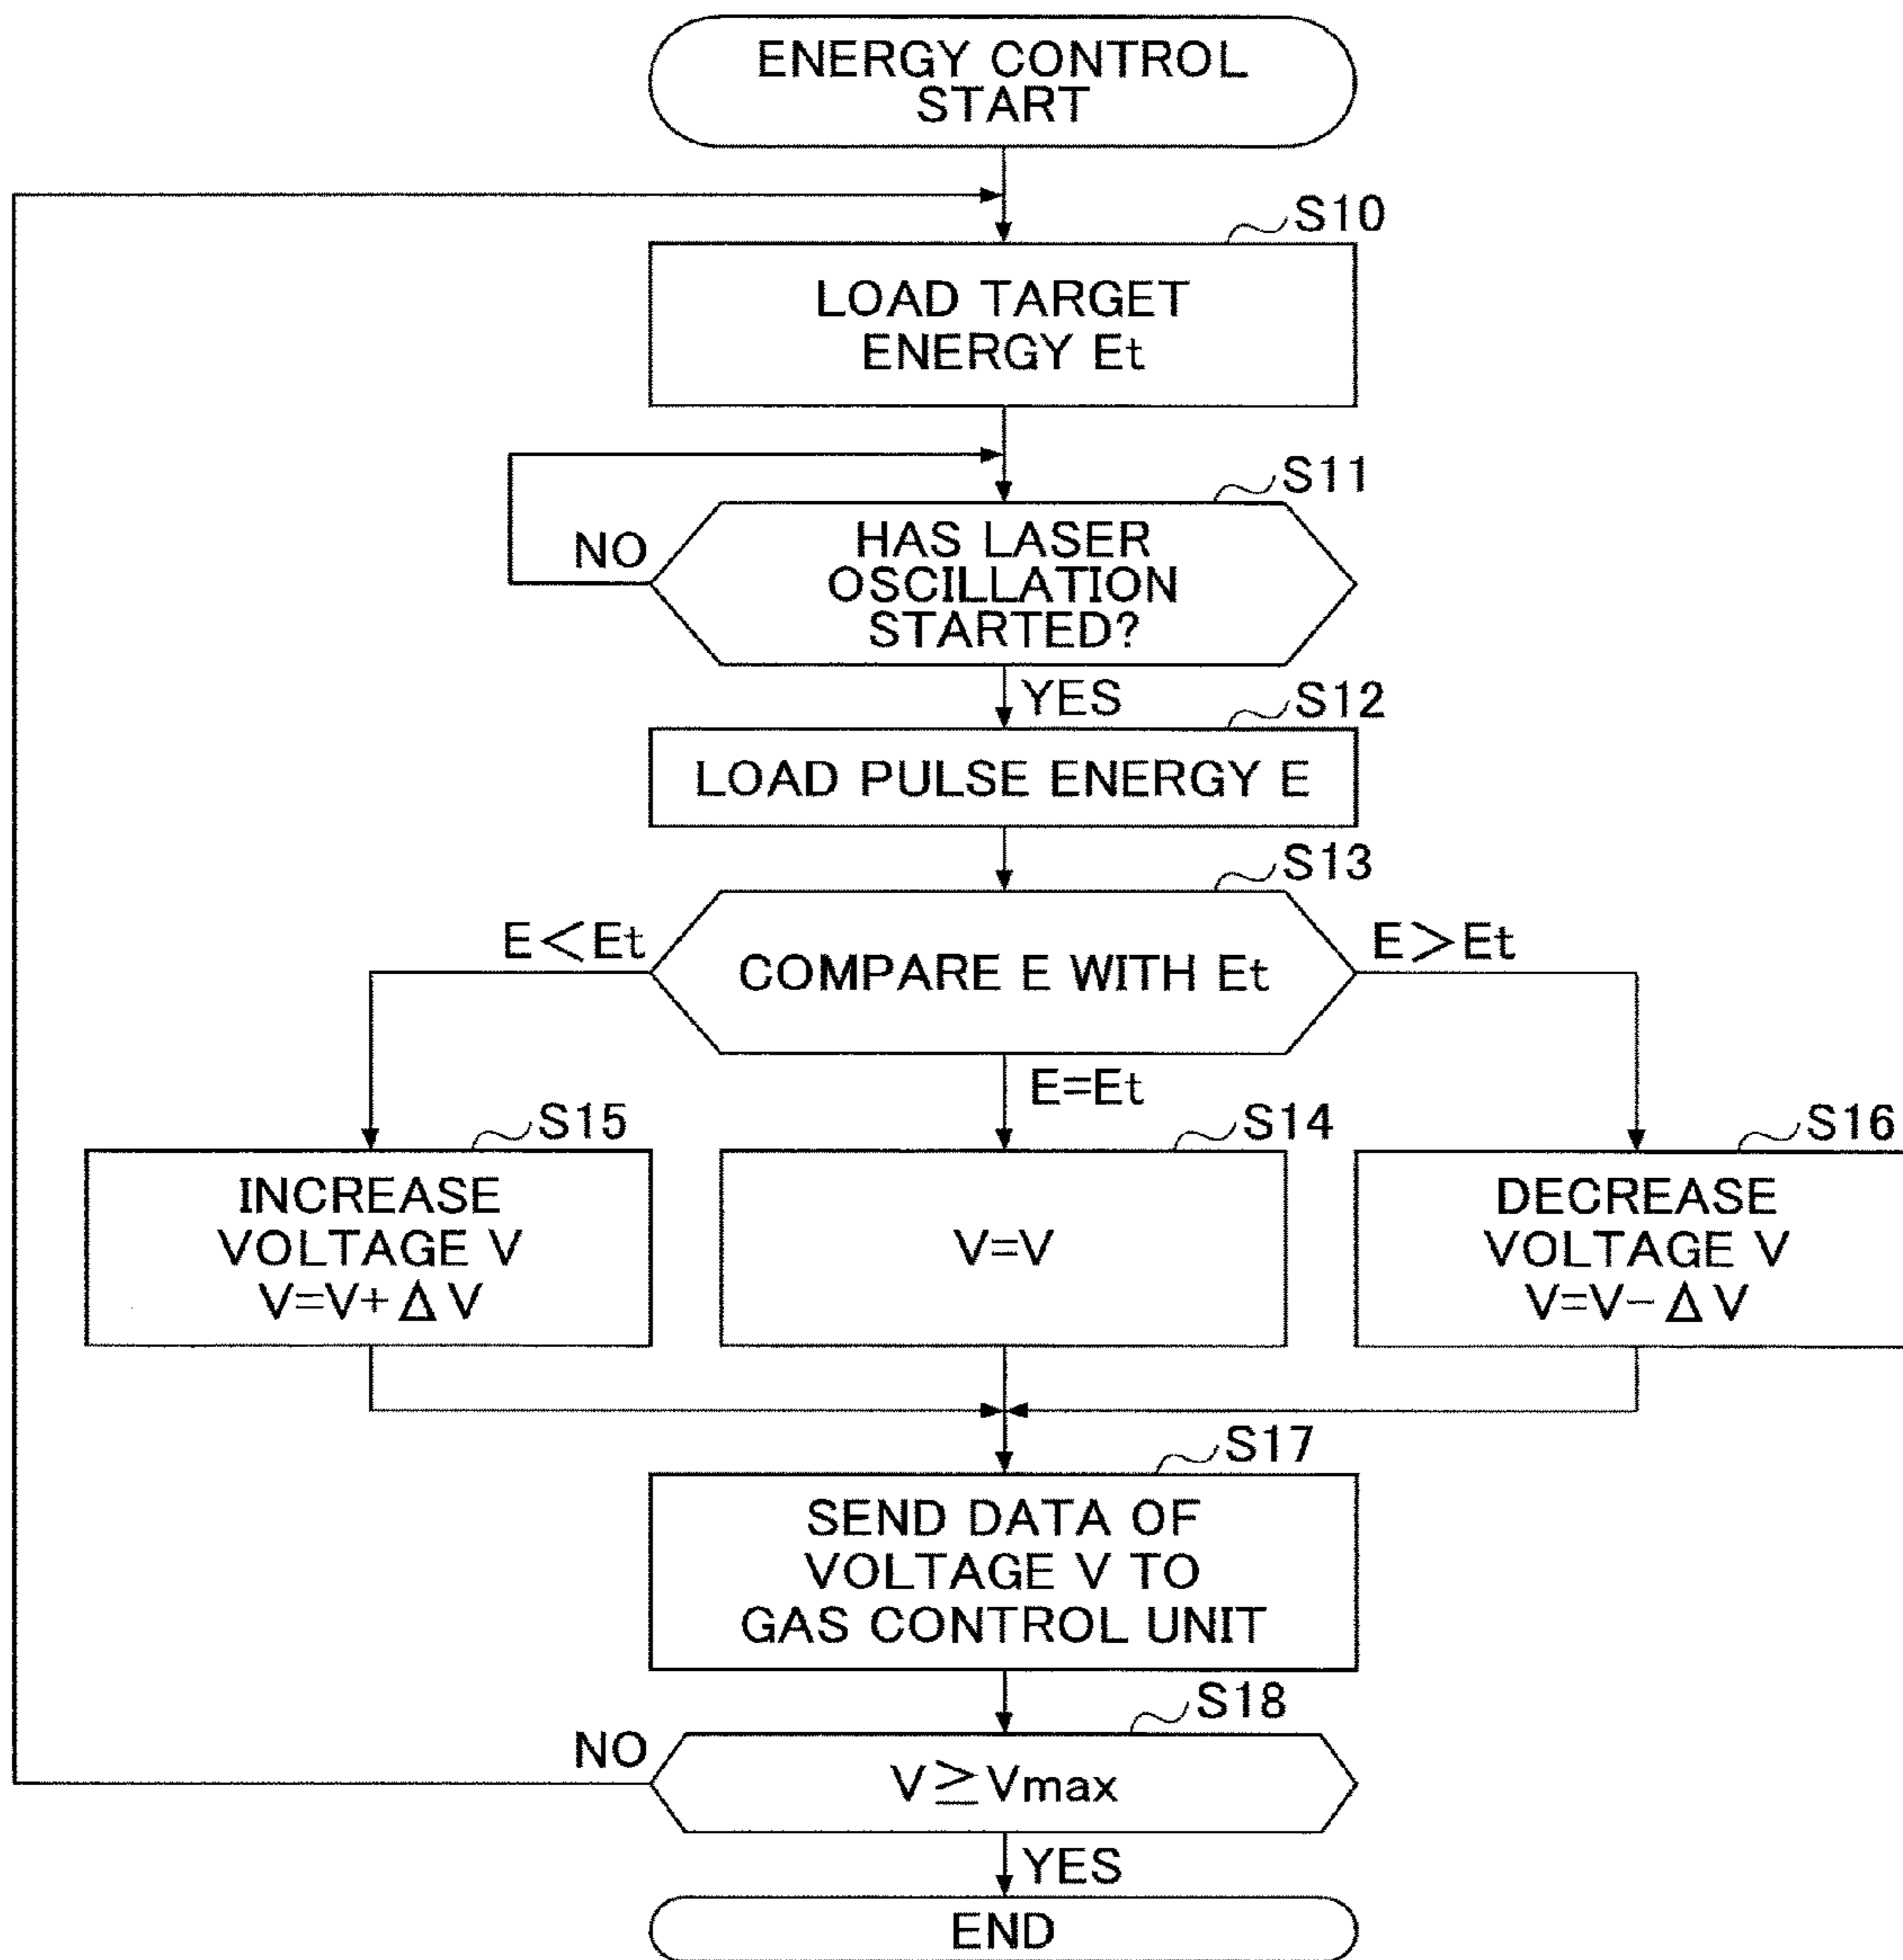 ENERGY CONTROL
START
S10
LOAD TARGET
ENERGY Et
S11
HAS LASER
OSCILLATION
STARTED?
NO
YES
S12
LOAD PULSE ENERGY E
S13
COMPARE E WITH Et
E<Et
E>Et
E=Et
S15
INCREASE
VOLTAGE V
V=V+ΔV
S14
V=V
S16
DECREASE
VOLTAGE V
V=V−ΔV
S17
SEND DATA OF
VOLTAGE V TO
GAS CONTROL UNIT
S18
V≧Vmax
NO
YES
END